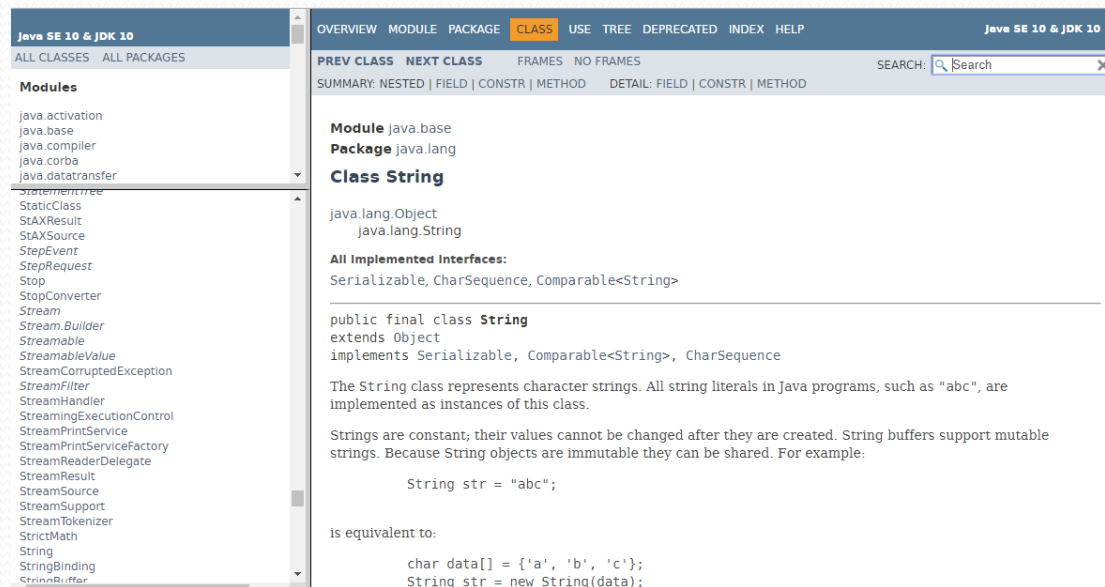 Java SE 10 & JDK 10
ALL CLASSES ALL PACKAGES
Modules
java.activation
java.base
java.compiler
java.corba
java.datatransfer
StatementTree
StaticClass
StAXResult
StAXSource
StepEvent
StepRequest
Stop
StopConverter
Stream
Stream.Builder
Streamable
StreamableValue
StreamCorruptedException
StreamFilter
StreamHandler
StreamingExecutionControl
StreamPrintService
StreamPrintServiceFactory
StreamReaderDelegate
StreamResult
StreamSource
StreamSupport
StreamTokenizer
StrictMath
String
StringBinding
StringBuffer
OVERVIEW MODULE PACKAGE CLASS USE TREE DEPRECATED INDEX HELP Java SE 10 & JDK 10
PREV CLASS NEXT CLASS FRAMES NO FRAMES SEARCH: Search
SUMMARY: NESTED | FIELD | CONSTR | METHOD DETAIL: FIELD | CONSTR | METHOD
Module java.base
Package java.lang
Class String
java.lang.Object
java.lang.String
All Implemented Interfaces:
Serializable, CharSequence, Comparable<String>
public final class String
extends Object
implements Serializable, Comparable<String>, CharSequence
The String class represents character strings. All string literals in Java programs, such as "abc", are
implemented as instances of this class.
Strings are constant; their values cannot be changed after they are created. String buffers support mutable
strings. Because String objects are immutable they can be shared. For example:
String str = "abc";
is equivalent to:
char data[] = {'a', 'b', 'c'};
String str = new String(data);